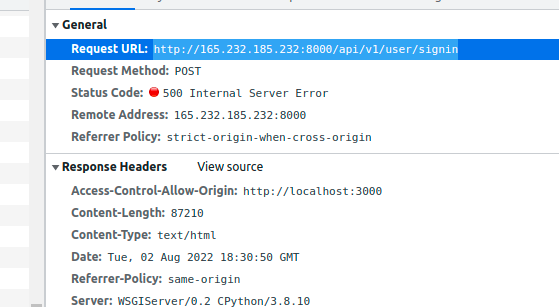 General
Request URL: http://165.232.185.232:8000/api/v1/user/signin
Request Method: POST
Status Code: 500 Internal Server Error
Remote Address: 165.232.185.232:8000
Referrer Policy: strict-origin-when-cross-origin
Response Headers View source
Access-Control-Allow-Origin: http://localhost:3000
Content-Length: 87210
Content-Type: text/html
Date: Tue, 02 Aug 2022 18:30:50 GMT
Referrer-Policy: same-origin
Server: WSGIServer/0.2 CPython/3.8.10